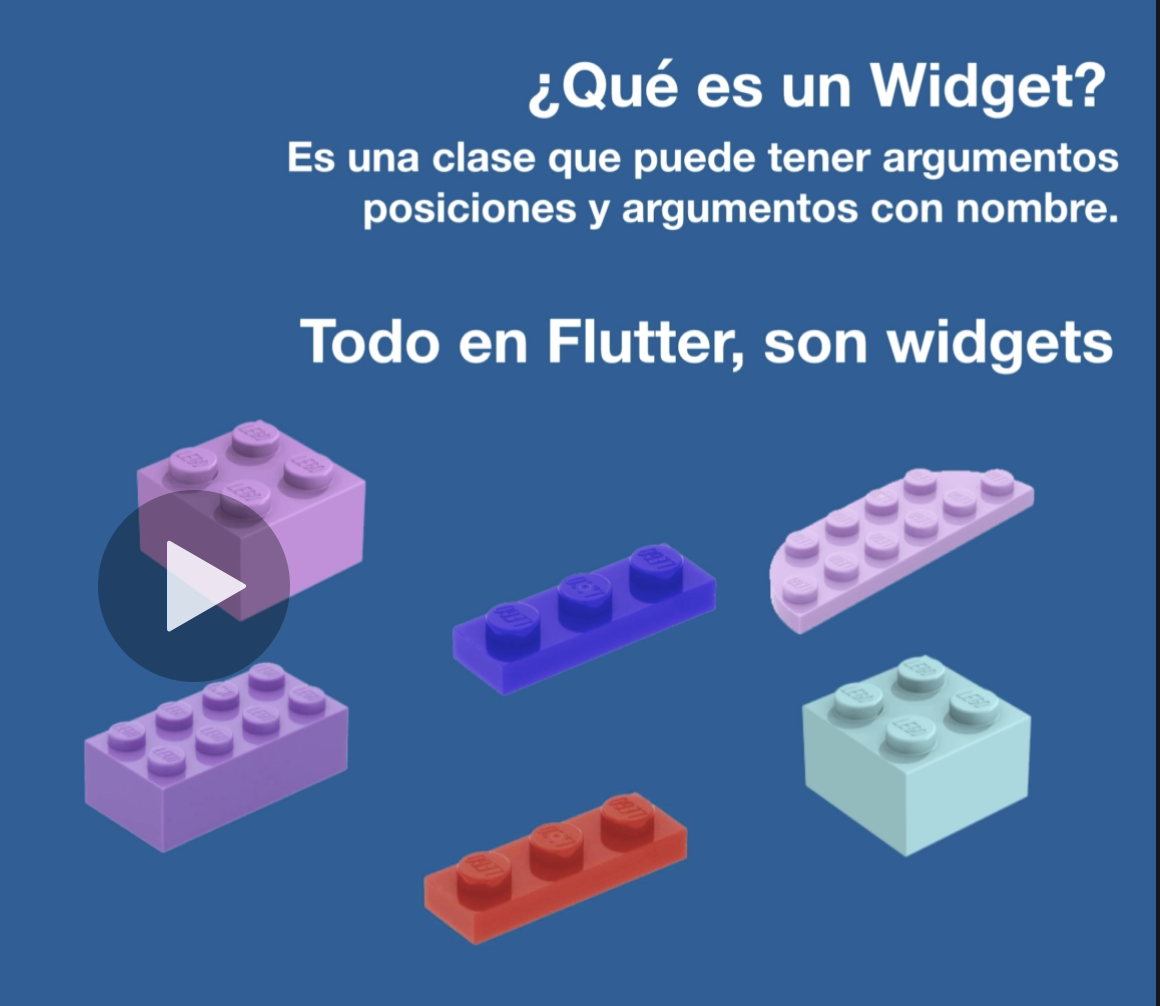 ¿Qué es un Widget?
Es una clase que puede tener argumentos
posiciones y argumentos con nombre.
Todo en Flutter, son widgets